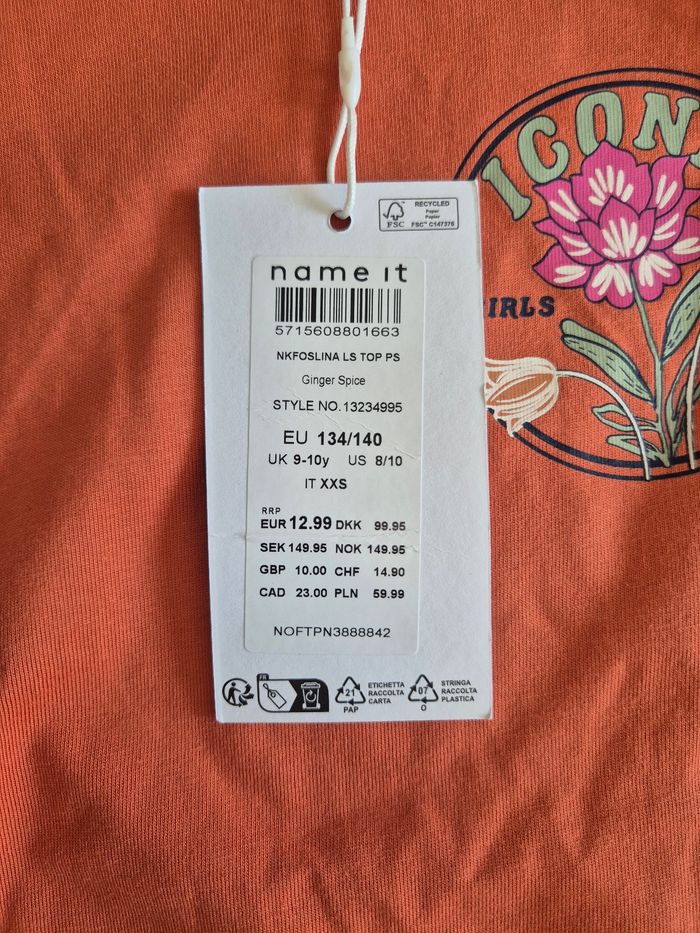 ICON
GIRLS
FSC
RECYCLED
Paper
Papier
FSC™ C147375
name it
5715608801663
NKFOSLINA LS TOP PS
Ginger Spice
STYLE NO.13234995
EU 134/140
UK 9-10y US 8/10
IT XXS
RRP
EUR 12.99 DKK 99.95
SEK 149.95 NOK 149.95
GBP 10.00 CHF 14.90
CAD 23.00 PLN 59.99
NOFTPN3888842
FR
21
PAP
ETICHETTA
RACCOLTA
CARTA
07
O
STRINGA
RACCOLTA
PLASTICA